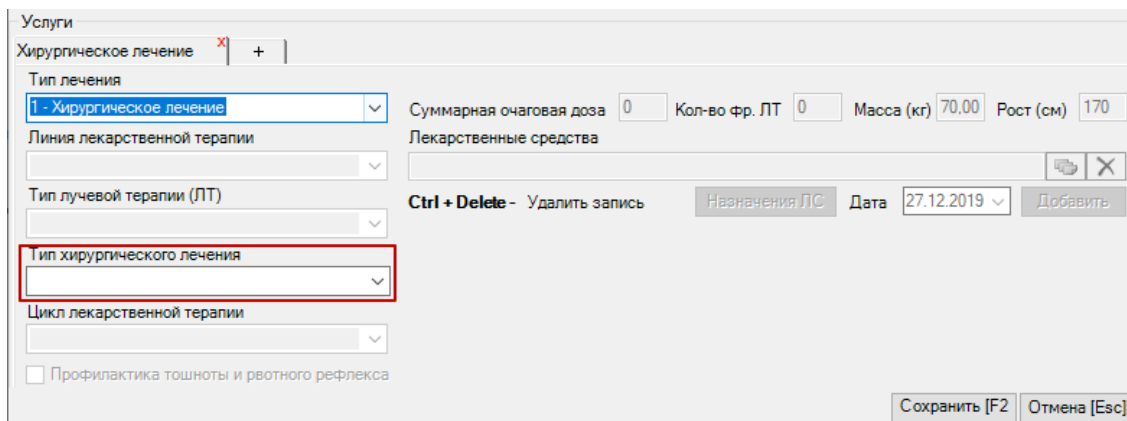 Услуги
Хирургическое лечение x +
Тип лечения
1 - Хирургическое лечение
Суммарная очаговая доза 0 Кол-во фр. ЛТ 0 Масса (кг) 70,00 Рост (см) 170
Линия лекарственной терапии
Лекарственные средства
Тип лучевой терапии (ЛТ)
Ctrl + Delete - Удалить запись Назначения ЛС Дата 27.12.2019 Добавить
Тип хирургического лечения
Цикл лекарственной терапии
Профилактика тошноты и рвотного рефлекса
Сохранить [F2 Отмена [Esc]